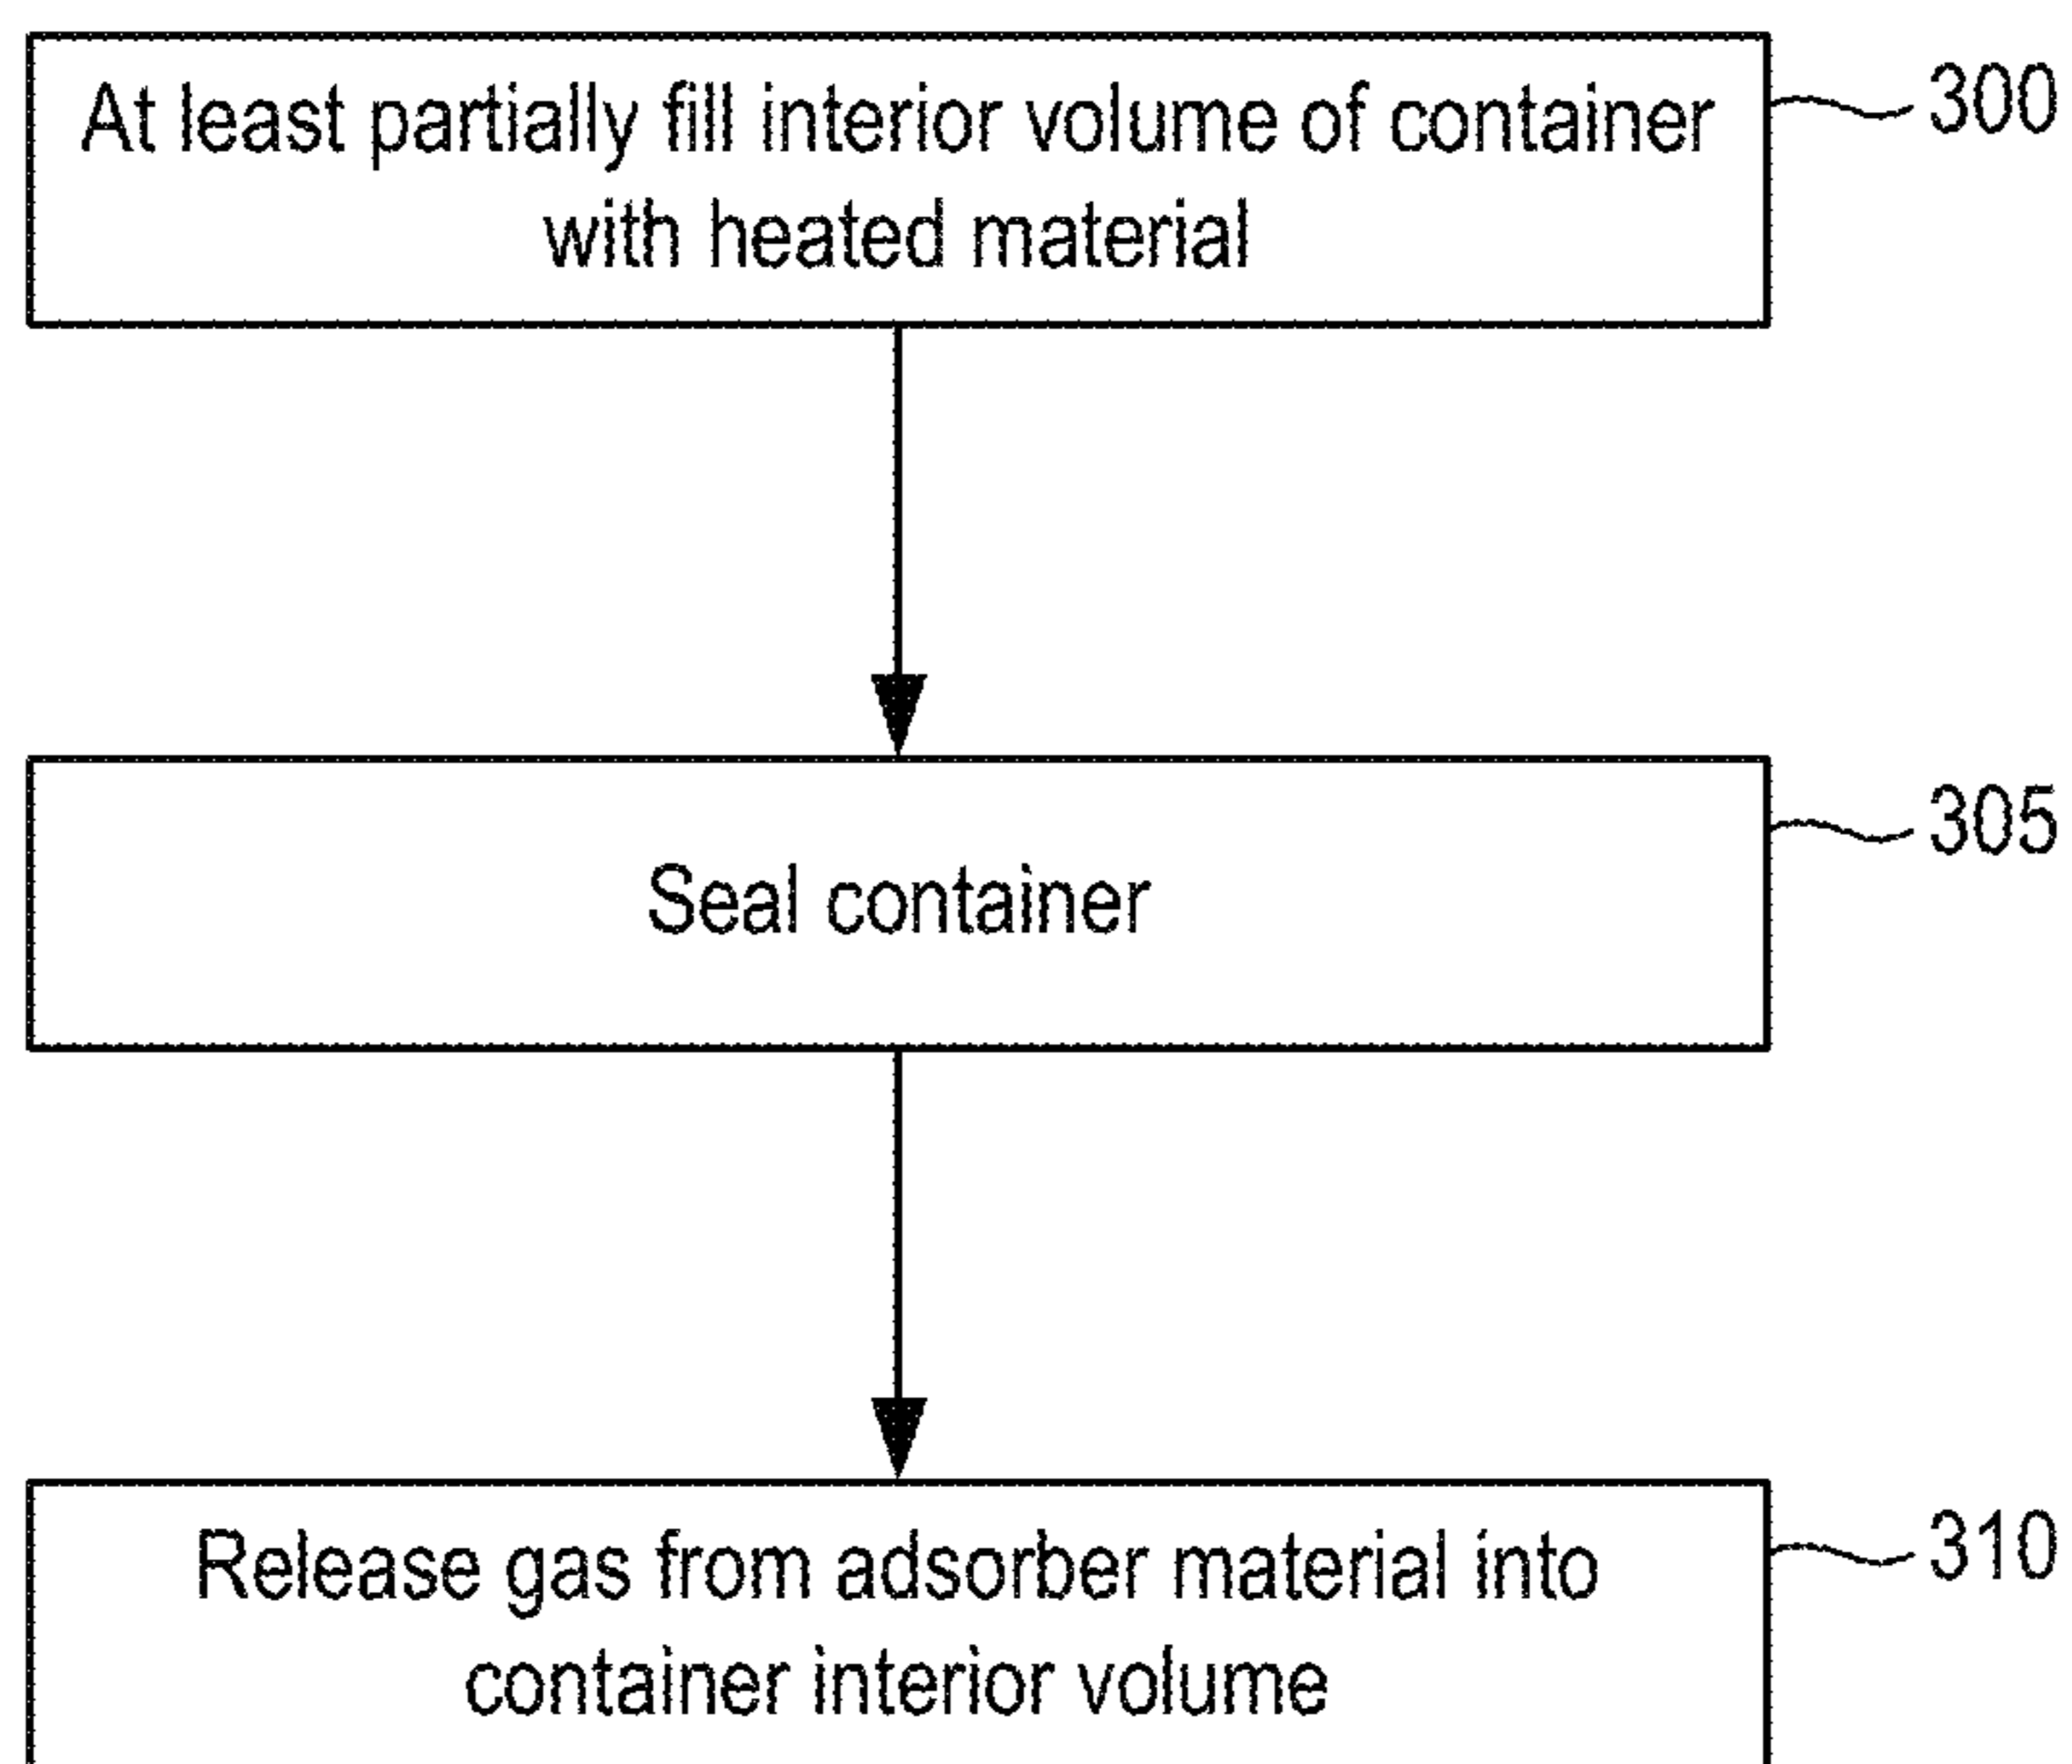 At least partially fill interior volume of container
with heated material
300
Seal container
305
Release gas from adsorber material into
container interior volume
310